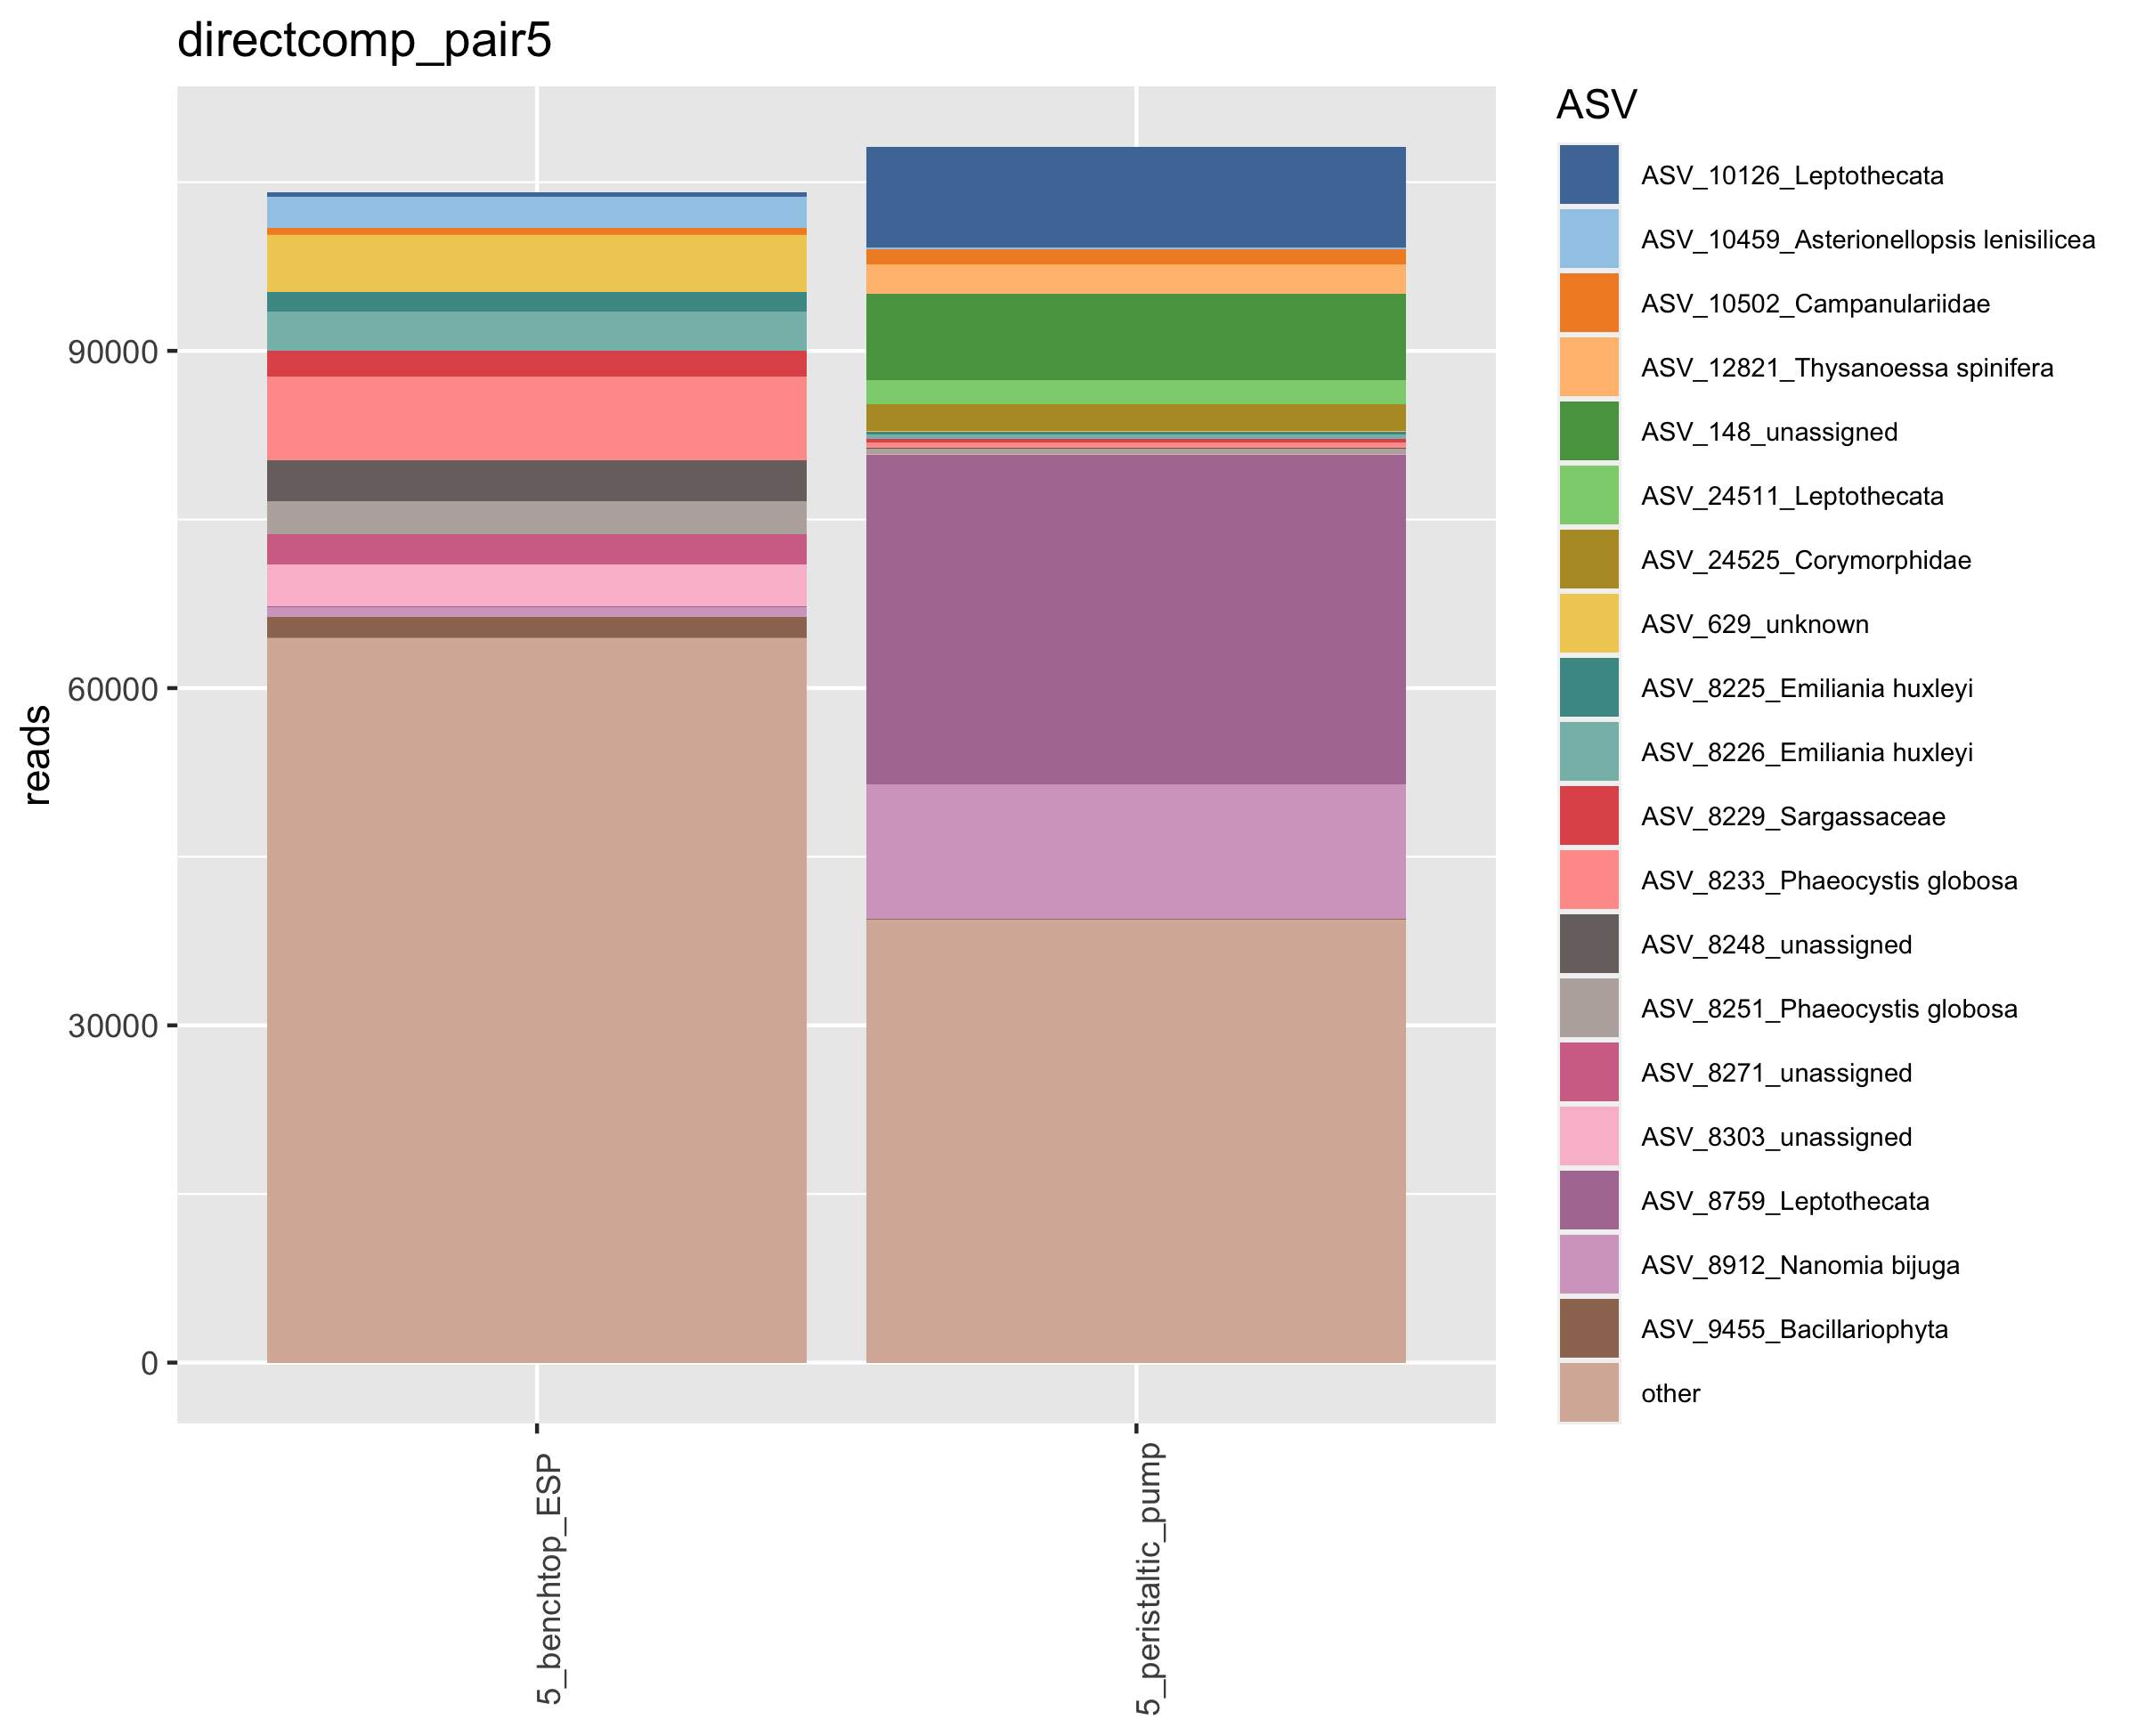 directcomp_pair5
reads
90000
60000
30000
0
5_benchtop_ESP
5_peristaltic_pump
ASV
ASV_10126_Leptothecata
ASV_10459_Asterionellopsis lenisilicea
ASV_10502_Campanulariidae
ASV_12821_Thysanoessa spinifera
ASV_148_unassigned
ASV_24511_Leptothecata
ASV_24525_Corymorphidae
ASV_629_unknown
ASV_8225_Emiliania huxleyi
ASV_8226_Emiliania huxleyi
ASV_8229_Sargassaceae
ASV_8233_Phaeocystis globosa
ASV_8248_unassigned
ASV_8251_Phaeocystis globosa
ASV_8271_unassigned
ASV_8303_unassigned
ASV_8759_Leptothecata
ASV_8912_Nanomia bijuga
ASV_9455_Bacillariophyta
other